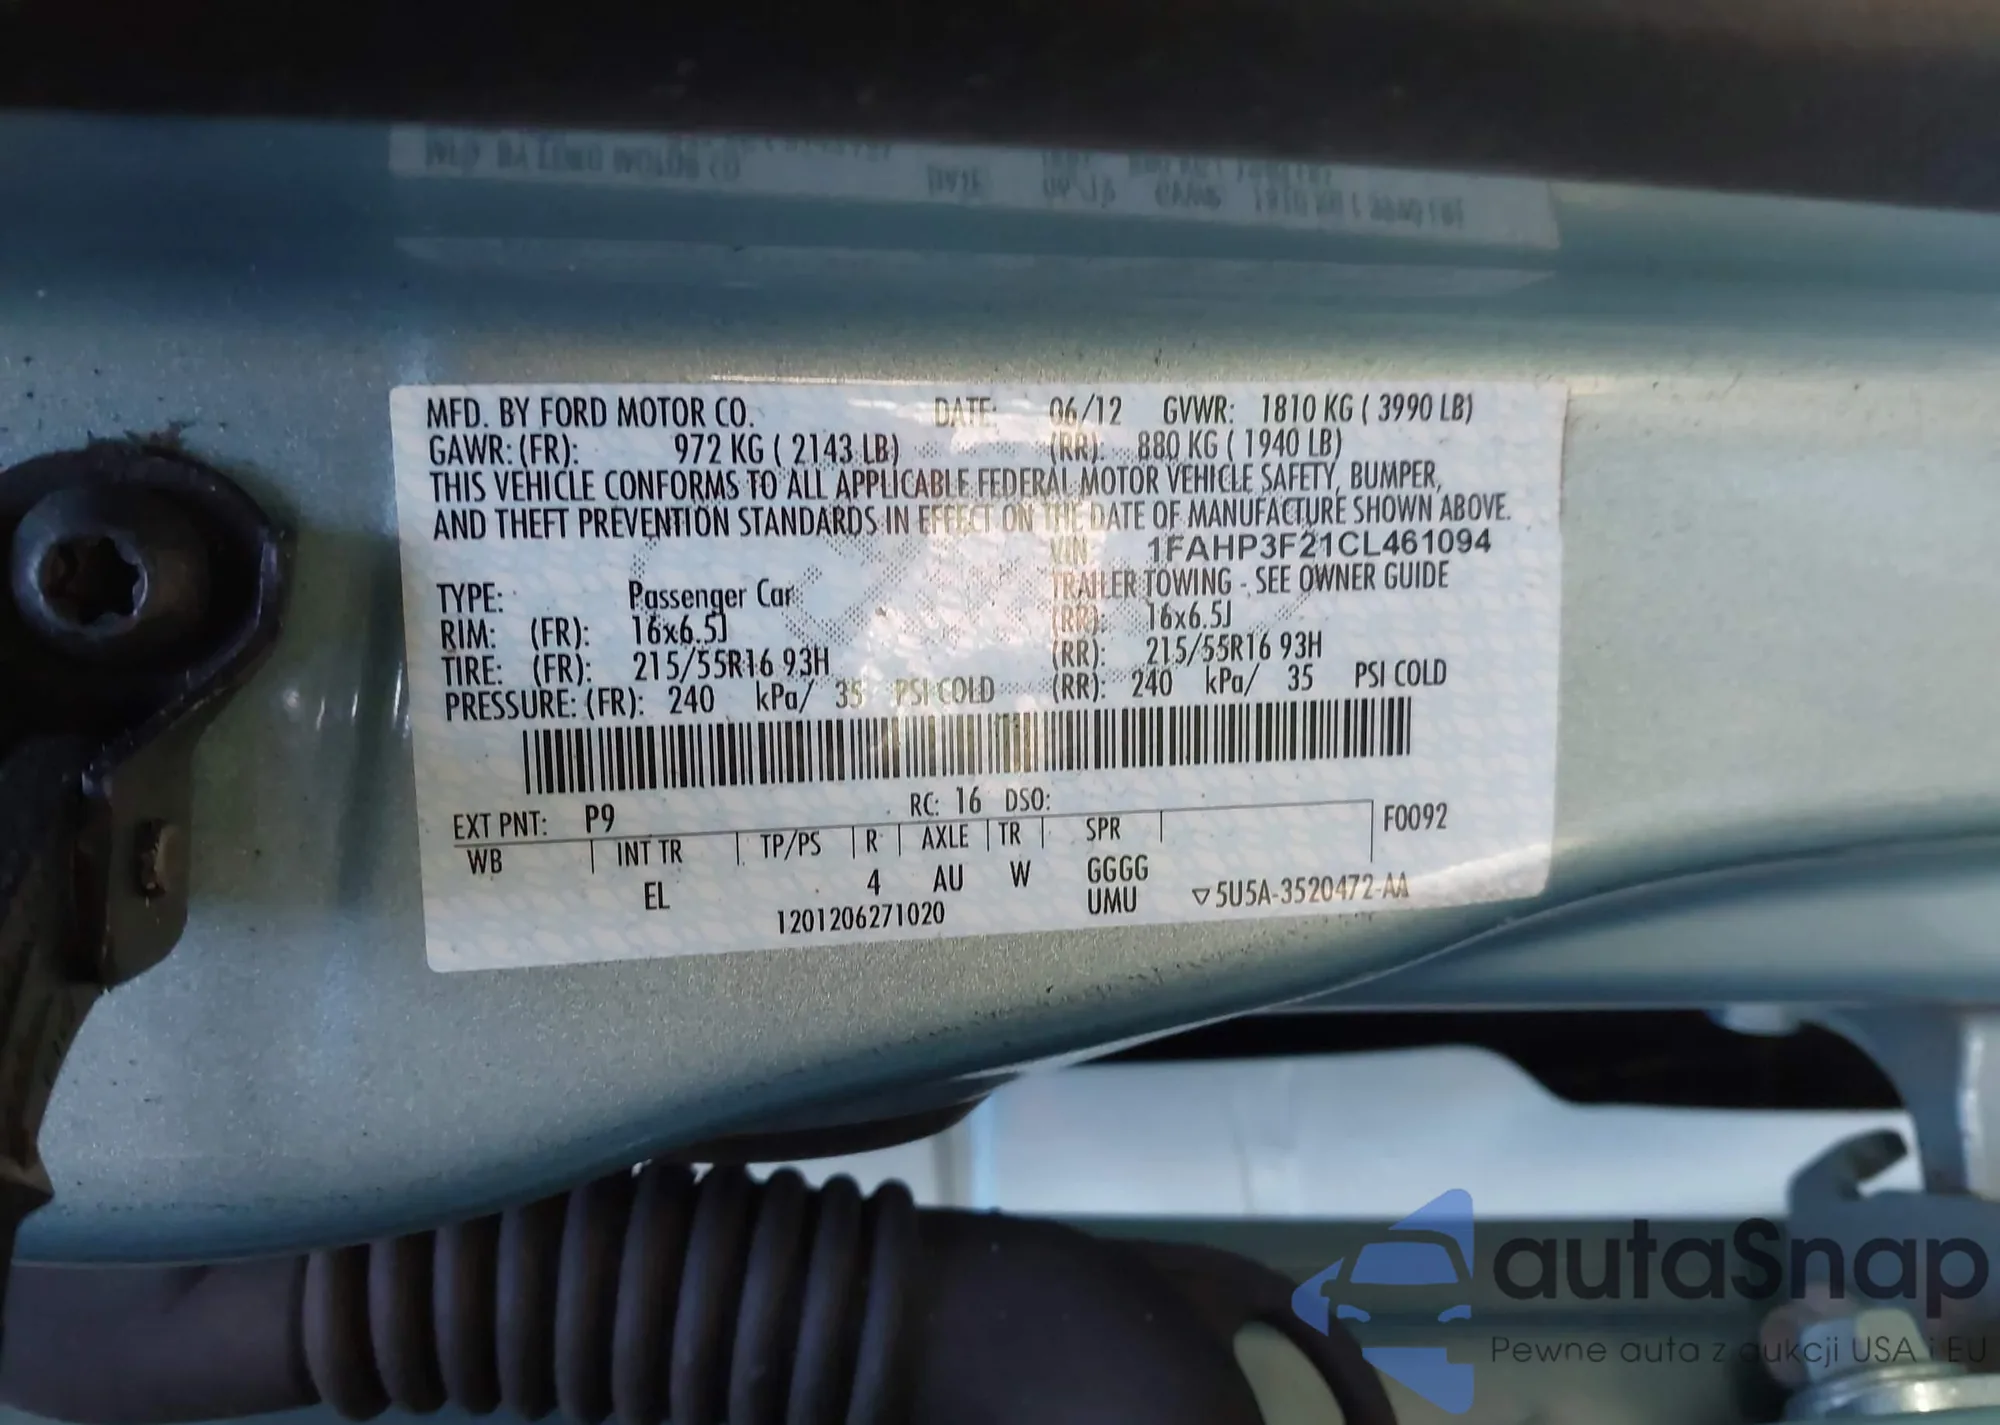 MFD. BY FORD MOTOR CO. DATE: 06/12 GVWR: 1810 KG ( 3990 LB)
GAWR: (FR): 972 KG ( 2143 LB) (RR): 880 KG ( 1940 LB)
THIS VEHICLE CONFORMS TO ALL APPLICABLE FEDERAL MOTOR VEHICLE SAFETY, BUMPER,
AND THEFT PREVENTION STANDARDS IN EFFECT ON THE DATE OF MANUFACTURE SHOWN ABOVE.
VIN: 1FAHP3F21CL461094
TYPE: Passenger Car TRAILER TOWING - SEE OWNER GUIDE
RIM: (FR): 16x6.5J (RR): 16x6.5J
TIRE: (FR): 215/55R16 93H (RR): 215/55R16 93H
PRESSURE: (FR): 240 kPa/ 35 PSI COLD (RR): 240 kPa/ 35 PSI COLD
EXT PNT: P9 RC: 16 DSO: F0092
WB INT TR TP/PS R AXLE TR SPR
EL 4 AU W GGGG
1201206271020 UMU ▽5U5A-3520472-AA
autaSnap
Pewne auta z aukcji USA i EU